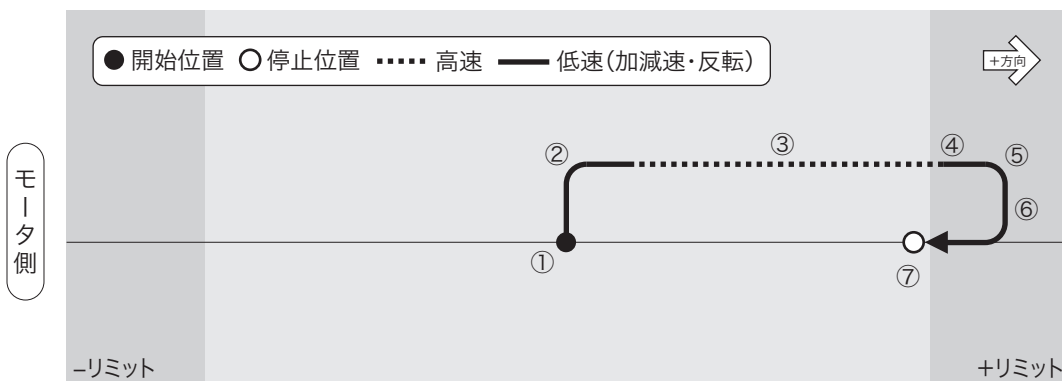 ●開始位置 ○停止位置 高速 低速(加減速・反転)
+方向
モータ側
② ③ ④ ⑤
⑥
① ⑦
−リミット +リミット